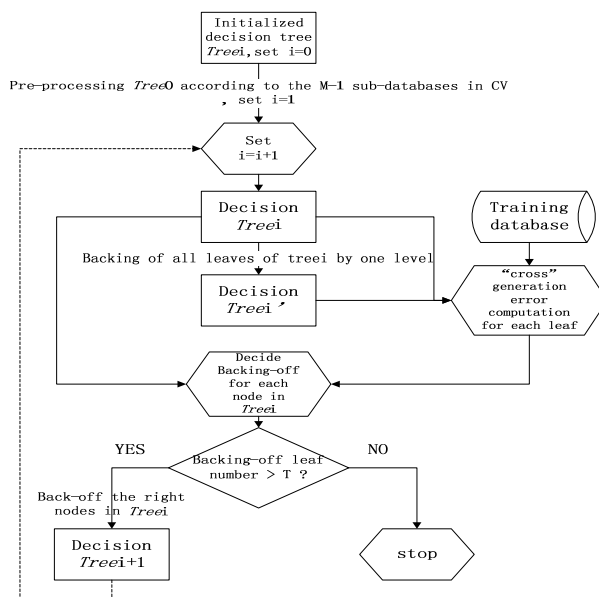 Initialized
decision tree
Treei,set i=0
Pre-processing Tree0 according to the M-1 sub-databases in CV
, set i=1
Set
i=i+1
Decision
Treei
Training
database
Backing of all leaves of treei by one level
Decision
Treei'
“cross”
generation
error
computation
for each leaf
Decide
Backing-off
for each
node in
Treei
YES
NO
Backing-off leaf
number > T ?
Back-off the right
nodes in Treei
Decision
Treei+1
stop